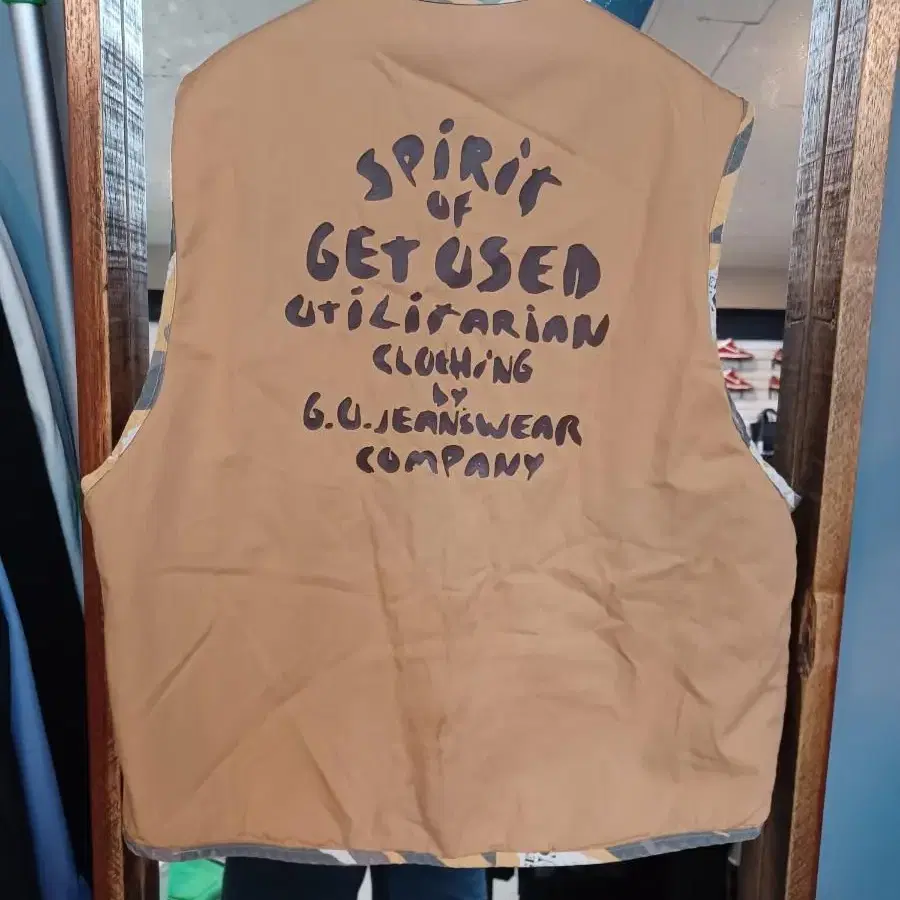 SPiRiT
OF
GET USED
UTiLiTARiAN
CLOTHiNG
by
G.U.JEANSWEAR
COMPANY